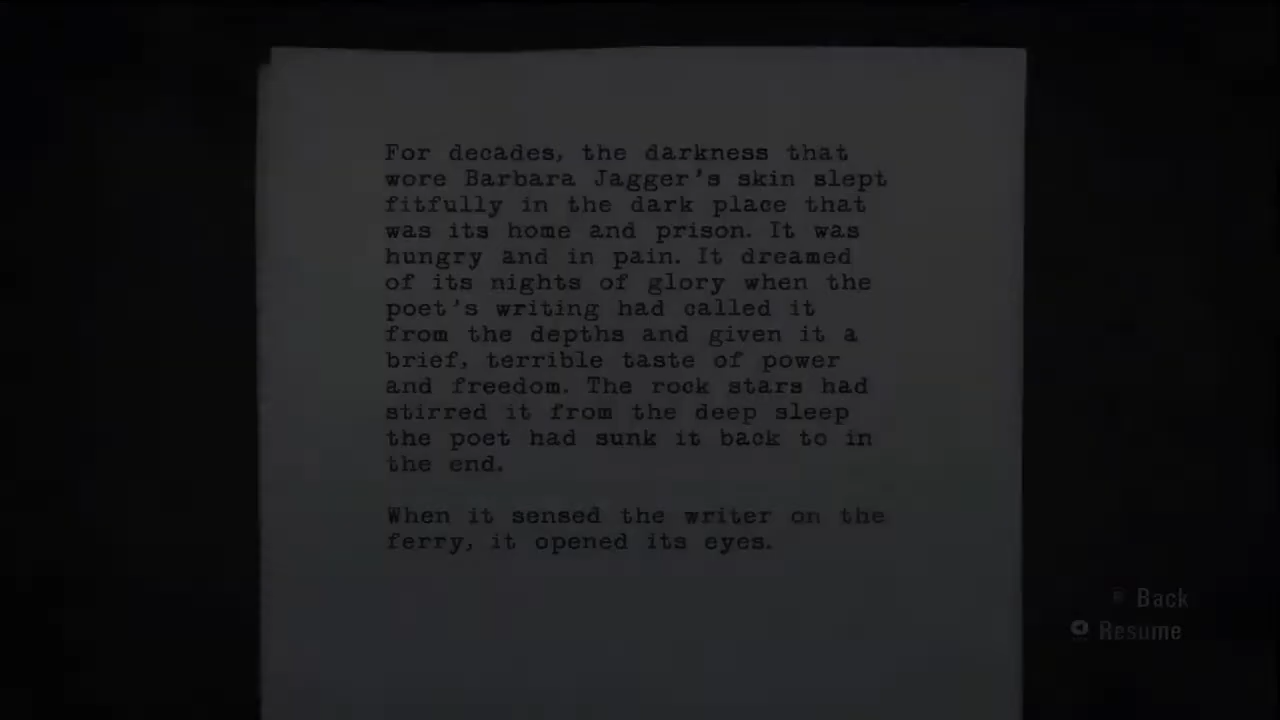 For decades, the darkness that
wore Barbara Jagger's skin slept
fitfully in the dark place that
was its home and prison. It was
hungry and in pain. It dreamed
of its nights of glory when the
poet's writing had called it
from the depths and given it a
brief, terrible taste of power
and freedom. The rock stars had
stirred it from the deep sleep
the poet had sunk it back to in
the end.
When it sensed the writer on the
ferry, it opened its eyes.
Back
Resume